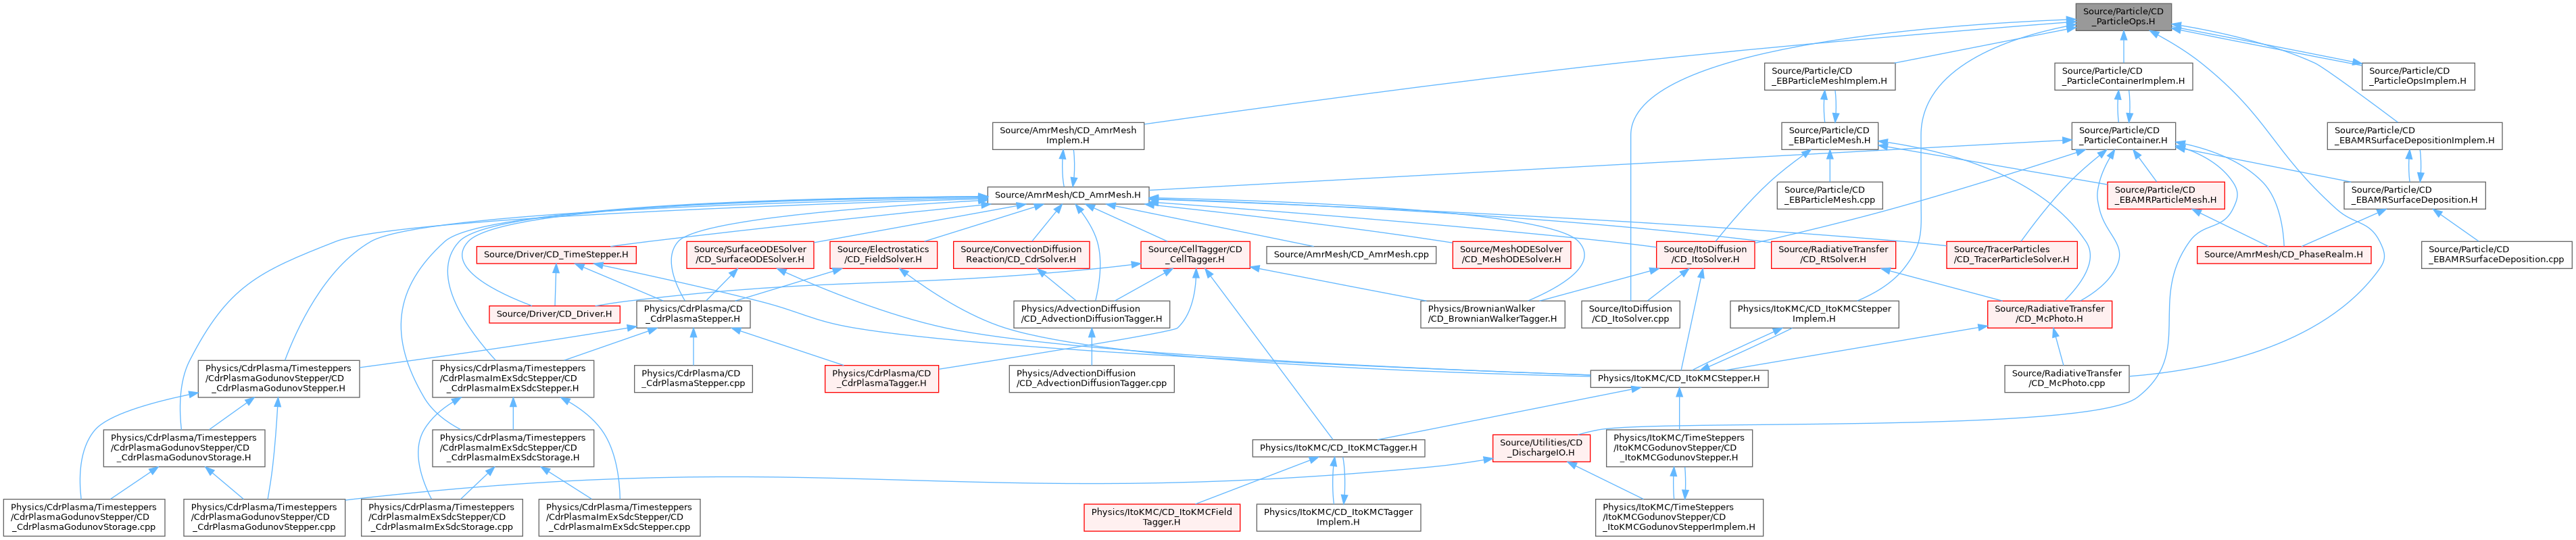 Source/Particle/CD
_ParticleOps.H
Source/Particle/CD
_EBParticleMeshImplem.H
Source/Particle/CD
_ParticleContainerImplem.H
Source/Particle/CD
_ParticleOpsImplem.H
Source/AmrMesh/CD_AmrMesh
Implem.H
Source/Particle/CD
_EBParticleMesh.H
Source/Particle/CD
_ParticleContainer.H
Source/Particle/CD
_EBAMRSurfaceDepositionImplem.H
Source/AmrMesh/CD_AmrMesh.H
Source/Particle/CD
_EBParticleMesh.cpp
Source/Particle/CD
_EBAMRParticleMesh.H
Source/Particle/CD
_EBAMRSurfaceDeposition.H
Source/Driver/CD_TimeStepper.H
Source/SurfaceODESolver
/CD_SurfaceODESolver.H
Source/Electrostatics
/CD_FieldSolver.H
Source/ConvectionDiffusion
Reaction/CD_CdrSolver.H
Source/CellTagger/CD
_CellTagger.H
Source/AmrMesh/CD_AmrMesh.cpp
Source/MeshODESolver
/CD_MeshODESolver.H
Source/ItoDiffusion
/CD_ItoSolver.H
Source/RadiativeTransfer
/CD_RtSolver.H
Source/TracerParticles
/CD_TracerParticleSolver.H
Source/AmrMesh/CD_PhaseRealm.H
Source/Particle/CD
_EBAMRSurfaceDeposition.cpp
Source/Driver/CD_Driver.H
Physics/CdrPlasma/CD
_CdrPlasmaStepper.H
Physics/AdvectionDiffusion
/CD_AdvectionDiffusionTagger.H
Physics/BrownianWalker
/CD_BrownianWalkerTagger.H
Source/ItoDiffusion
/CD_ItoSolver.cpp
Physics/ItoKMC/CD_ItoKMCStepper
Implem.H
Source/RadiativeTransfer
/CD_McPhoto.H
Physics/CdrPlasma/Timesteppers
/CdrPlasmaGodunovStepper/CD
_CdrPlasmaGodunovStepper.H
Physics/CdrPlasma/Timesteppers
/CdrPlasmaImExSdcStepper/CD
_CdrPlasmaImExSdcStepper.H
Physics/CdrPlasma/CD
_CdrPlasmaStepper.cpp
Physics/CdrPlasma/CD
_CdrPlasmaTagger.H
Physics/AdvectionDiffusion
/CD_AdvectionDiffusionTagger.cpp
Physics/ItoKMC/CD_ItoKMCStepper.H
Source/RadiativeTransfer
/CD_McPhoto.cpp
Physics/CdrPlasma/Timesteppers
/CdrPlasmaGodunovStepper/CD
_CdrPlasmaGodunovStorage.H
Physics/CdrPlasma/Timesteppers
/CdrPlasmaImExSdcStepper/CD
_CdrPlasmaImExSdcStorage.H
Physics/ItoKMC/CD_ItoKMCTagger.H
Source/Utilities/CD
_DischargeIO.H
Physics/ItoKMC/TimeSteppers
/ItoKMCGodunovStepper/CD
_ItoKMCGodunovStepper.H
Physics/CdrPlasma/Timesteppers
/CdrPlasmaGodunovStepper/CD
_CdrPlasmaGodunovStorage.cpp
Physics/CdrPlasma/Timesteppers
/CdrPlasmaGodunovStepper/CD
_CdrPlasmaGodunovStepper.cpp
Physics/CdrPlasma/Timesteppers
/CdrPlasmaImExSdcStepper/CD
_CdrPlasmaImExSdcStorage.cpp
Physics/CdrPlasma/Timesteppers
/CdrPlasmaImExSdcStepper/CD
_CdrPlasmaImExSdcStepper.cpp
Physics/ItoKMC/CD_ItoKMCField
Tagger.H
Physics/ItoKMC/CD_ItoKMCTagger
Implem.H
Physics/ItoKMC/TimeSteppers
/ItoKMCGodunovStepper/CD
_ItoKMCGodunovStepperImplem.H